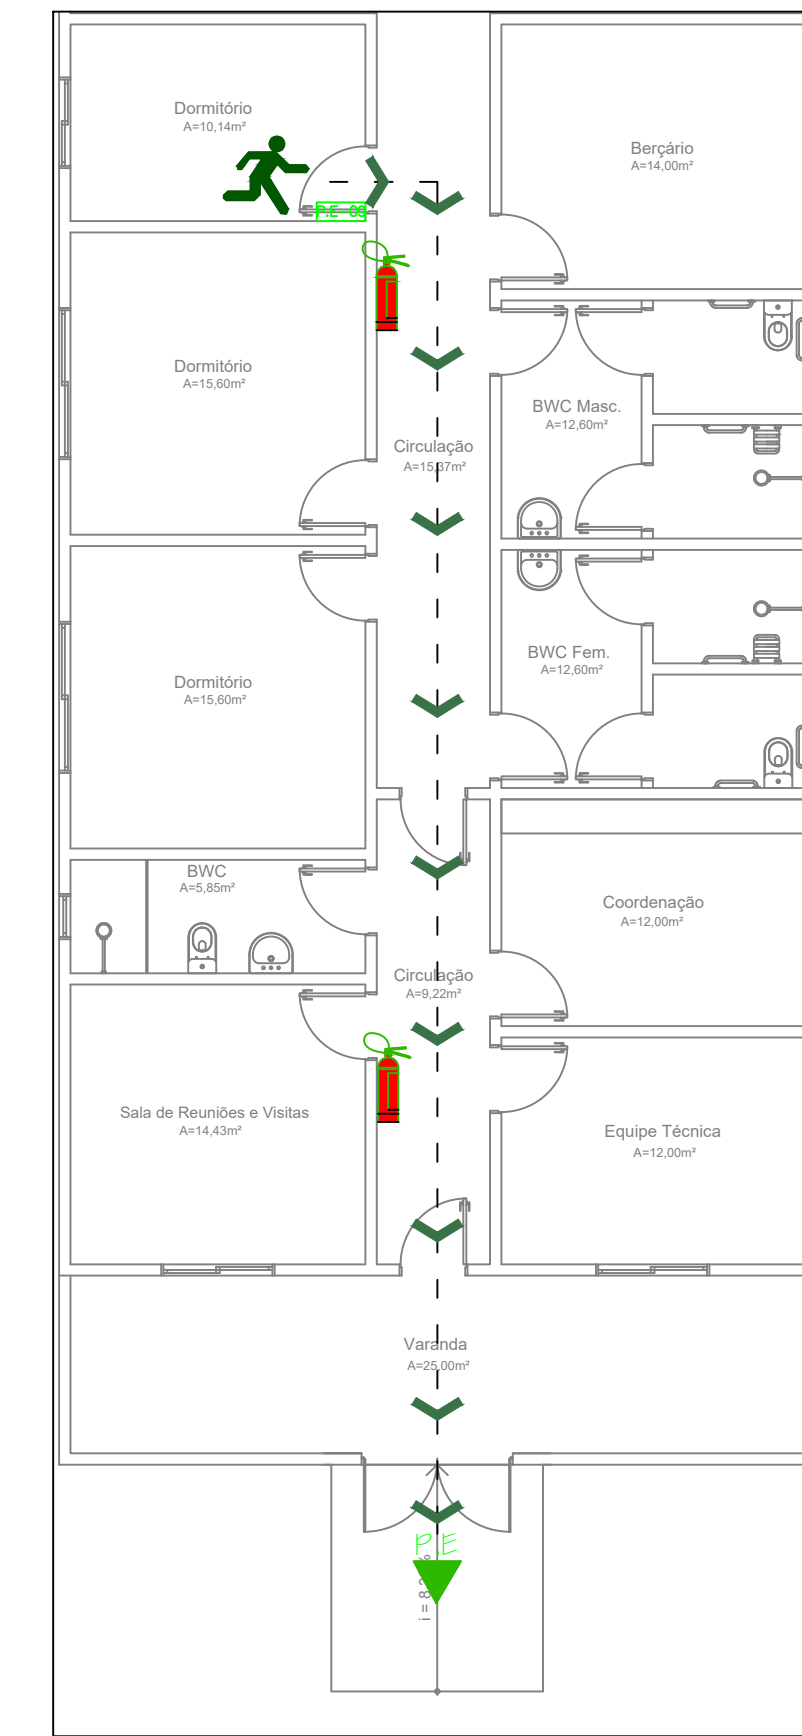 Dormitório
A=10,14m²
Berçário
A=14,00m²
P.E-09
Dormitório
A=15,60m²
BWC Masc.
A=12,60m²
Circulação
A=15,37m²
BWC Fem.
A=12,60m²
Dormitório
A=15,60m²
BWC
A=5,85m²
Coordenação
A=12,00m²
Circulação
A=9,22m²
Sala de Reuniões e Visitas
A=14,43m²
Equipe Técnica
A=12,00m²
Varanda
A=25,00m²
P.E